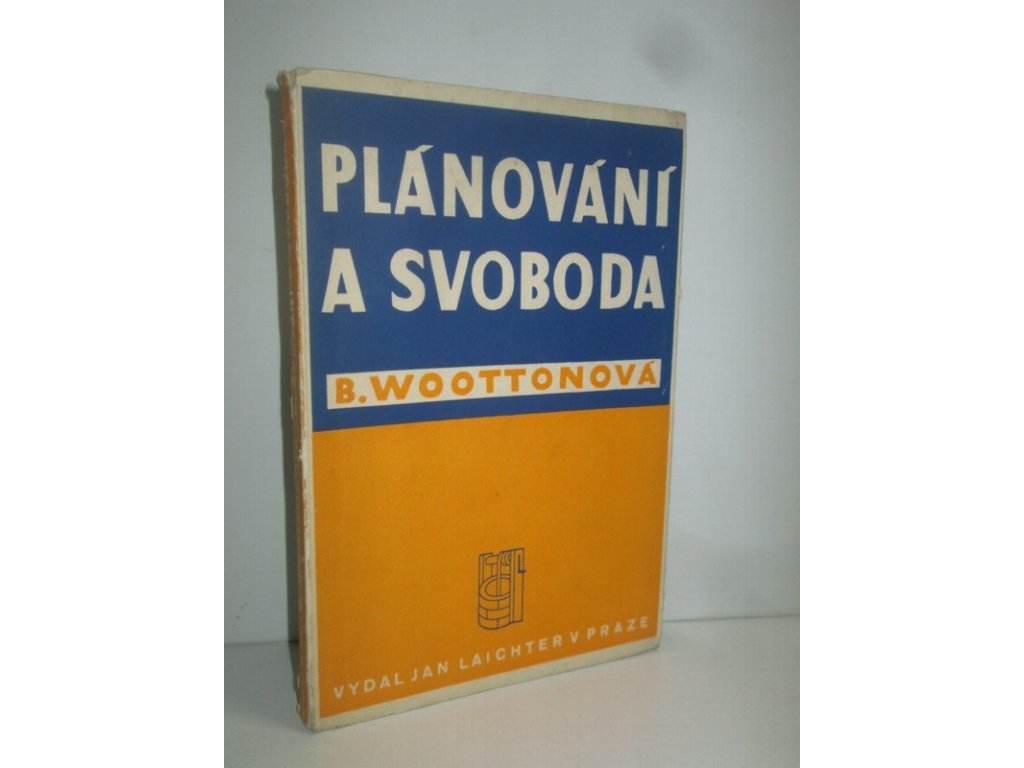 PLÁNOVÁNÍ
A SVOBODA
B.WOOTTONOVÁ
VYDAL JAN LAICHTER V PRAZE